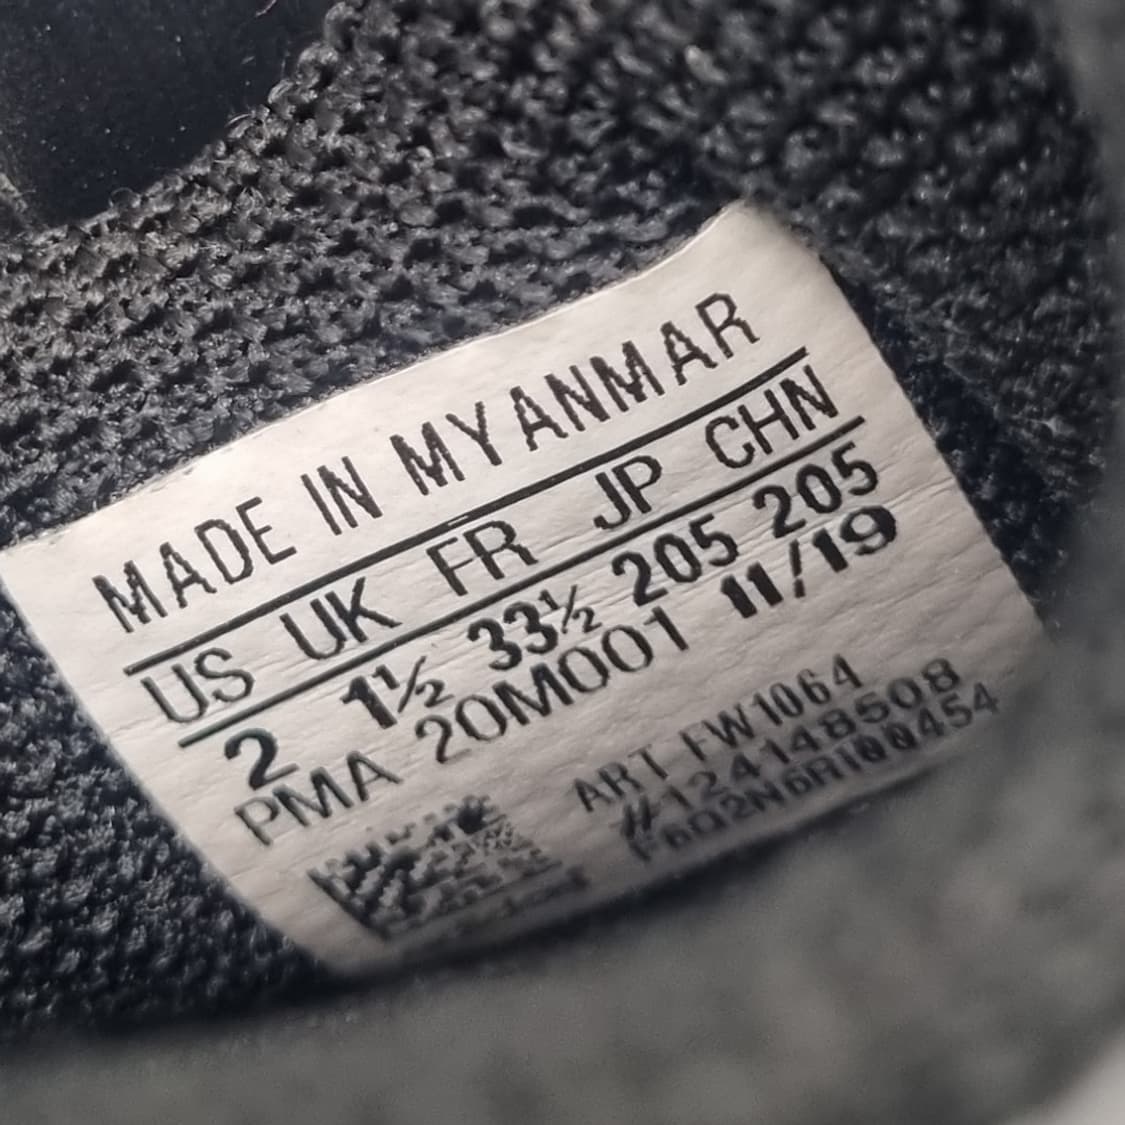 MADE IN MYANMAR
US UK FR JP CHN
2 1½ 33½ 205 205
PMA 20M001 11/19
ART FW1064
#124148508